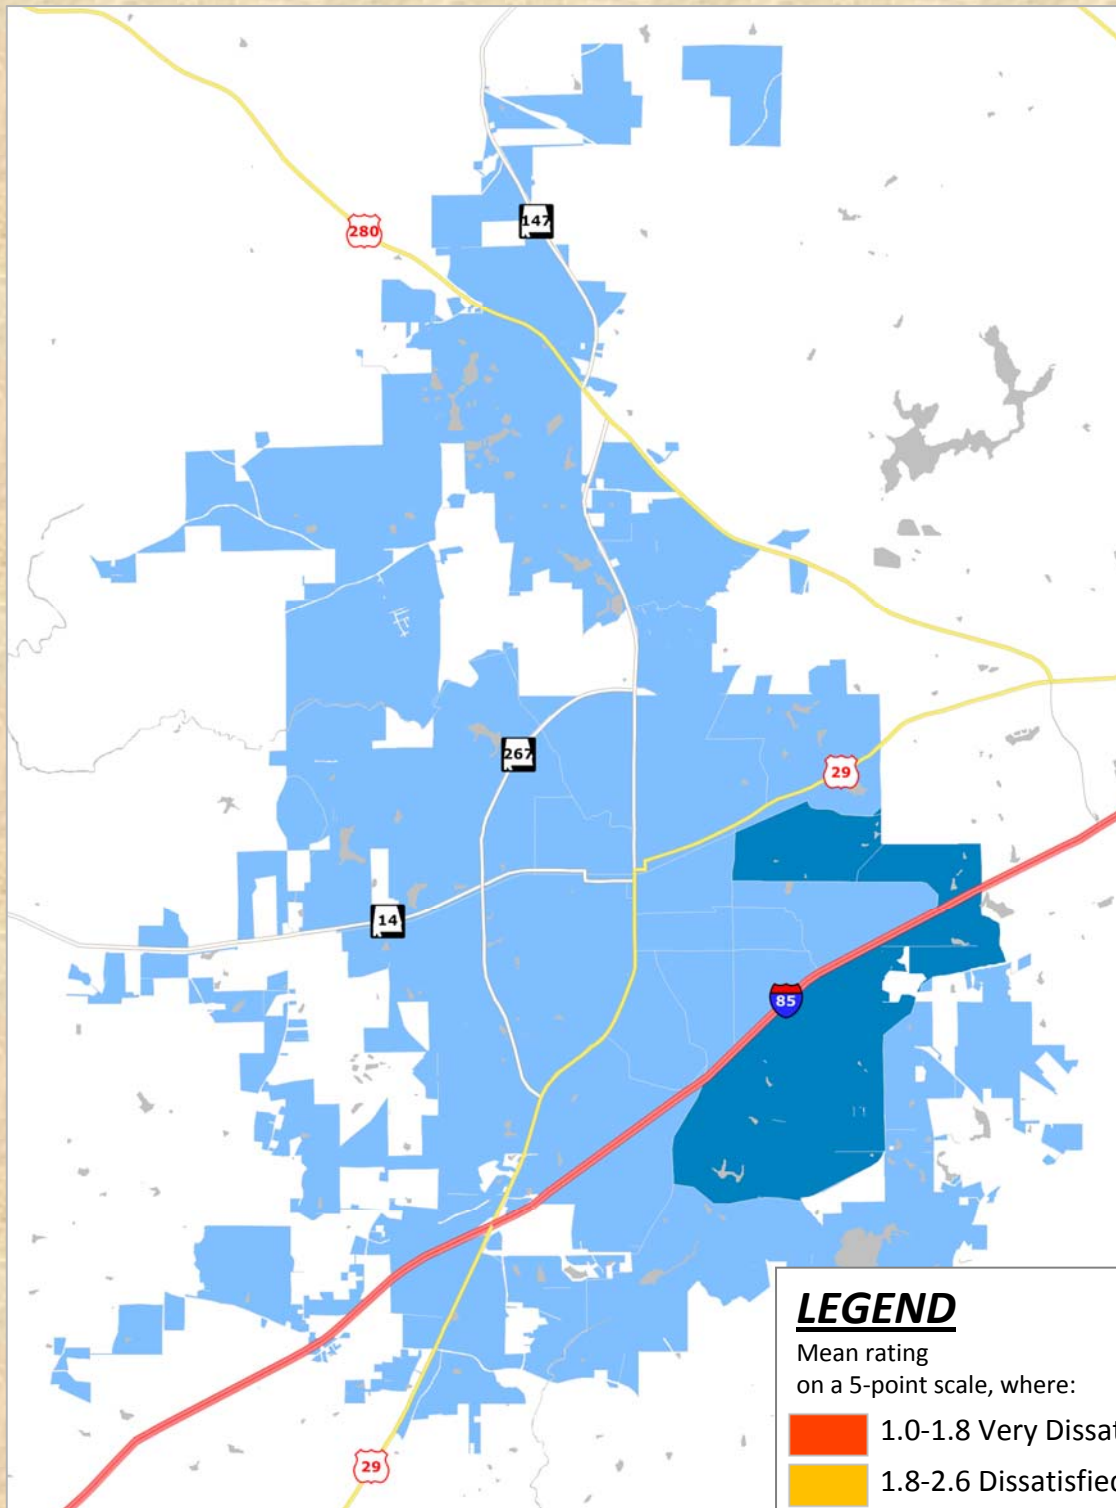 147
280
267
29
14
85
29
LEGEND
Mean rating
on a 5-point scale, where:
1.0-1.8 Very Dissat
1.8-2.6 Dissatisfied